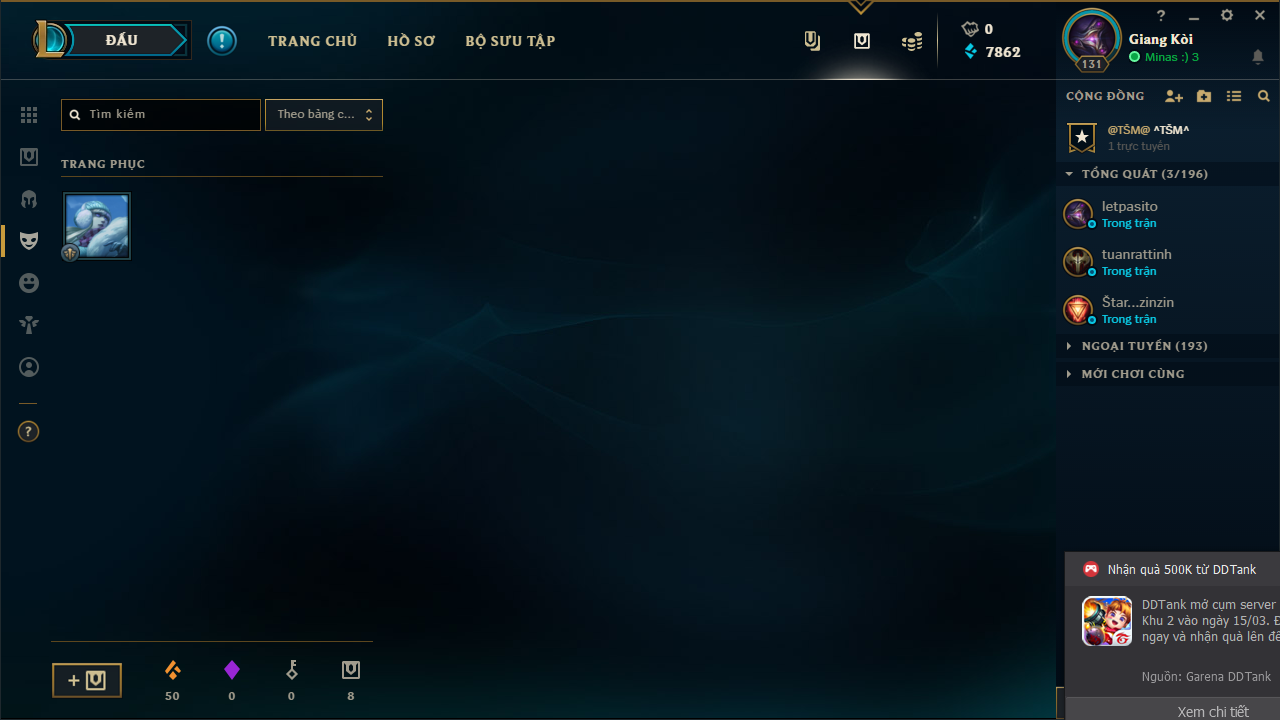 ĐẤU
TRANG CHỦ
HỒ SƠ
BỘ SƯU TẬP
0
7862
131
Giang Kòi
Minas :) 3
Tìm kiếm
Theo bảng c...
TRANG PHỤC
50
0
0
8
CỘNG ĐỒNG
@TŠM@ ^TŠM^
1 trực tuyến
TỔNG QUÁT (3/196)
letpasito
Trong trận
tuanrattinh
Trong trận
Štar...zinzin
Trong trận
NGOẠI TUYẾN (193)
MỚI CHƠI CÙNG
Nhận quà 500K từ DDTank
DDTank mở cụm server
Khu 2 vào ngày 15/03. Đ
ngay và nhận quà lên đế
Nguồn: Garena DDTank
Xem chi tiết